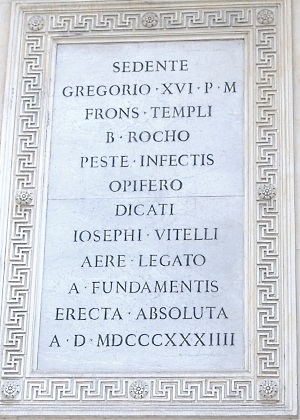 SEDENTE
GREGORIO · XVI · P · M
FRONS · TEMPLI
B · ROCHO
PESTE · INFECTIS
OPIFERO
DICATI
IOSEPHI · VITELLI
AERE · LEGATO
A · FUNDAMENTIS
ERECTA · ABSOLUTA
A · D · MDCCCXXXIIII